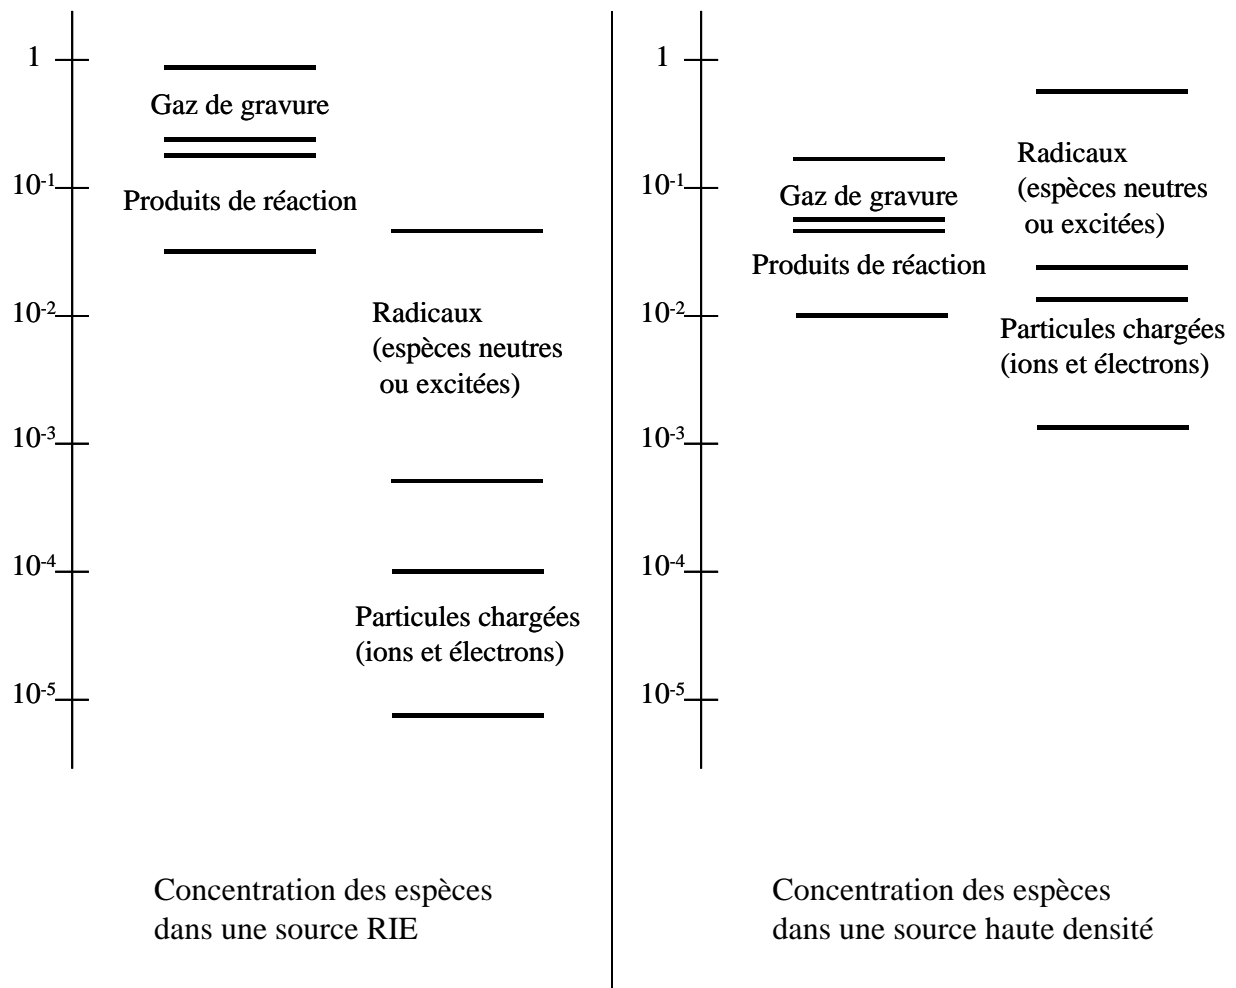 1
Gaz de gravure
10-1
Produits de réaction
10-2
Radicaux
(espèces neutres
ou excitées)
10-3
10-4
Particules chargées
(ions et électrons)
10-5
Concentration des espèces
dans une source RIE
1
Radicaux
(espèces neutres
ou excitées)
10-1
Gaz de gravure
Produits de réaction
10-2
Particules chargées
(ions et électrons)
10-3
10-4
10-5
Concentration des espèces
dans une source haute densité